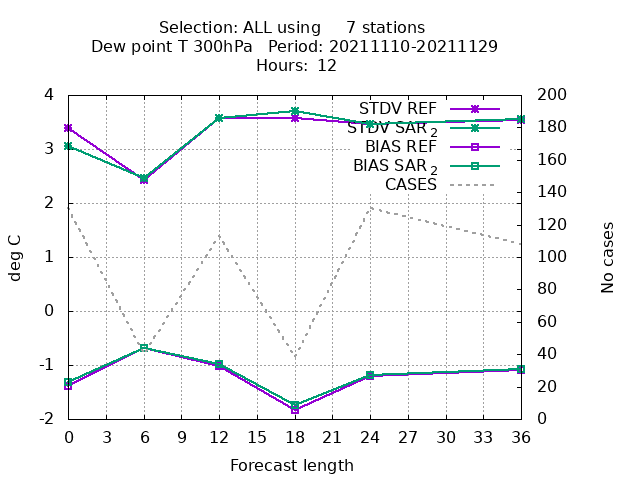 Selection: ALL using     7 stations
Dew point T 300hPa   Period: 20211110-20211129
Hours: 12
4
3
2
1
0
-1
-2
deg C
200
180
160
140
120
100
80
60
40
20
0
No cases
STDV REF
STDV SAR 2
BIAS REF
BIAS SAR 2
CASES
0 3 6 9 12 15 18 21 24 27 30 33 36
Forecast length